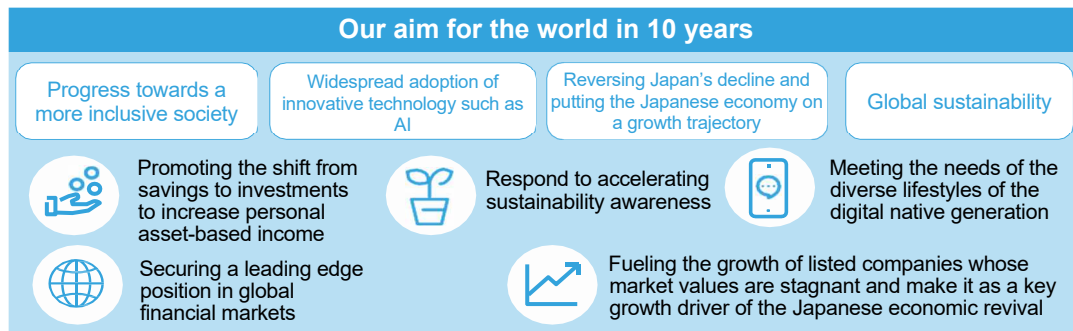 Our aim for the world in 10 years
Progress towards a
more inclusive society
Widespread adoption of
innovative technology such as
AI
Reversing Japan's decline and
putting the Japanese economy on
a growth trajectory
Global sustainability
Promoting the shift from
savings to investments
to increase personal
asset-based income
Respond to accelerating
sustainability awareness
Meeting the needs of the
diverse lifestyles of the
digital native generation
Securing a leading edge
position in global
financial markets
Fueling the growth of listed companies whose
market values are stagnant and make it as a key
growth driver of the Japanese economic revival